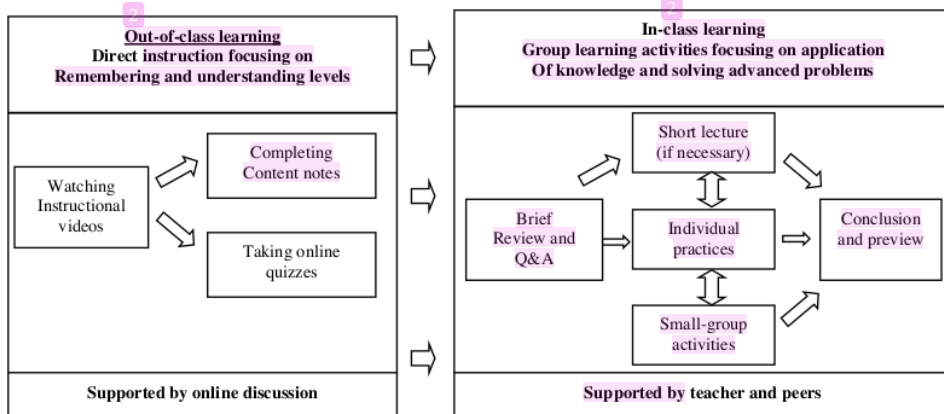 2
2
Out-of-class learning
Direct instruction focusing on
Remembering and understanding levels
Watching
Instructional
videos
Completing
Content notes
Taking online
quizzes
Supported by online discussion
In-class learning
Group learning activities focusing on application
Of knowledge and solving advanced problems
Short lecture
(if necessary)
Brief
Review and
Q&A
Individual
practices
Conclusion
and preview
Small-group
activities
Supported by teacher and peers